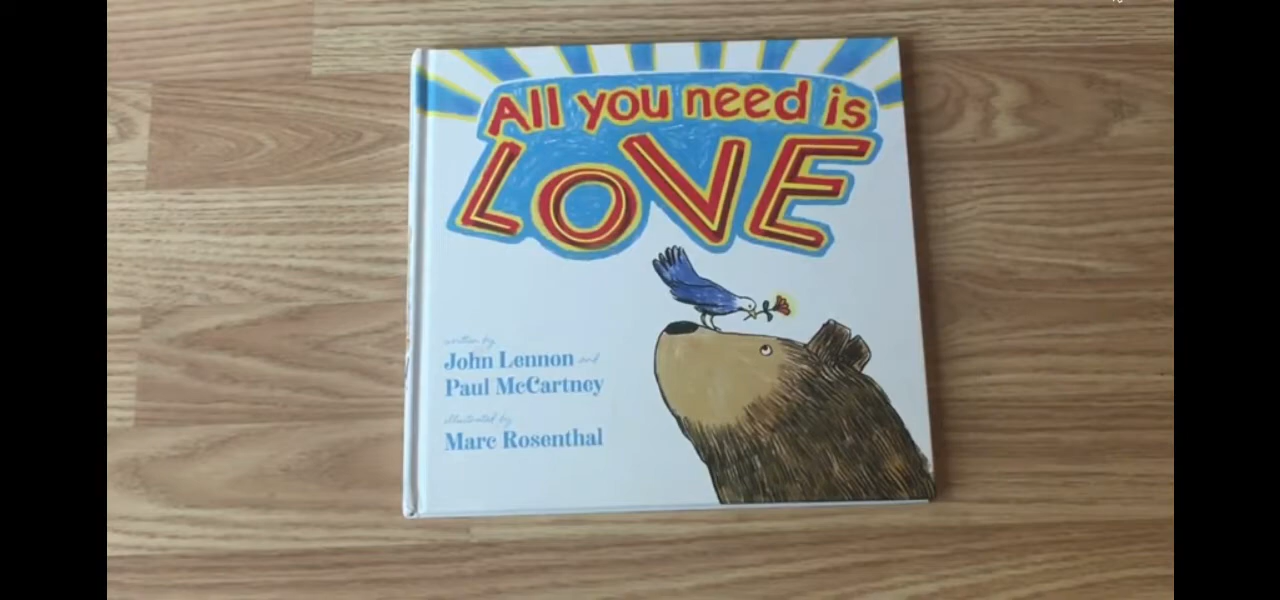 All you need is
LOVE
written by
John Lennon and
Paul McCartney
illustrated by
Marc Rosenthal